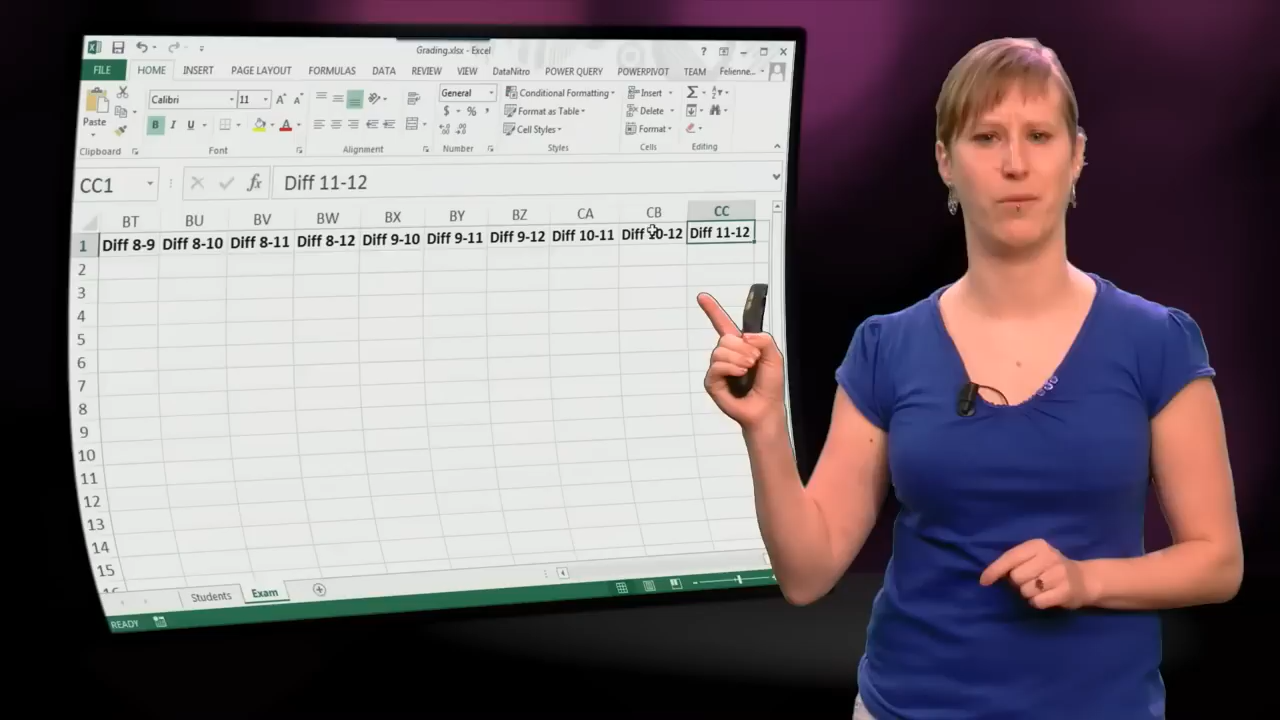 Grading.xlsx - Excel
?
FILE HOME INSERT PAGE LAYOUT FORMULAS DATA REVIEW VIEW DataNitro POWER QUERY POWERPIVOT TEAM Felienne...
Paste
Calibri 11 A A
B I U A
General
$ % ,
Conditional Formatting
Format as Table
Cell Styles
Insert
Delete
Format
Clipboard Font Alignment Number Styles Cells Editing
CC1 fx Diff 11-12
BT BU BV BW BX BY BZ CA CB CC
1 Diff 8-9 Diff 8-10 Diff 8-11 Diff 8-12 Diff 9-10 Diff 9-11 Diff 9-12 Diff 10-11 Diff 10-12 Diff 11-12
2
3
4
5
6
7
8
9
10
11
12
13
14
15
Students Exam
READY